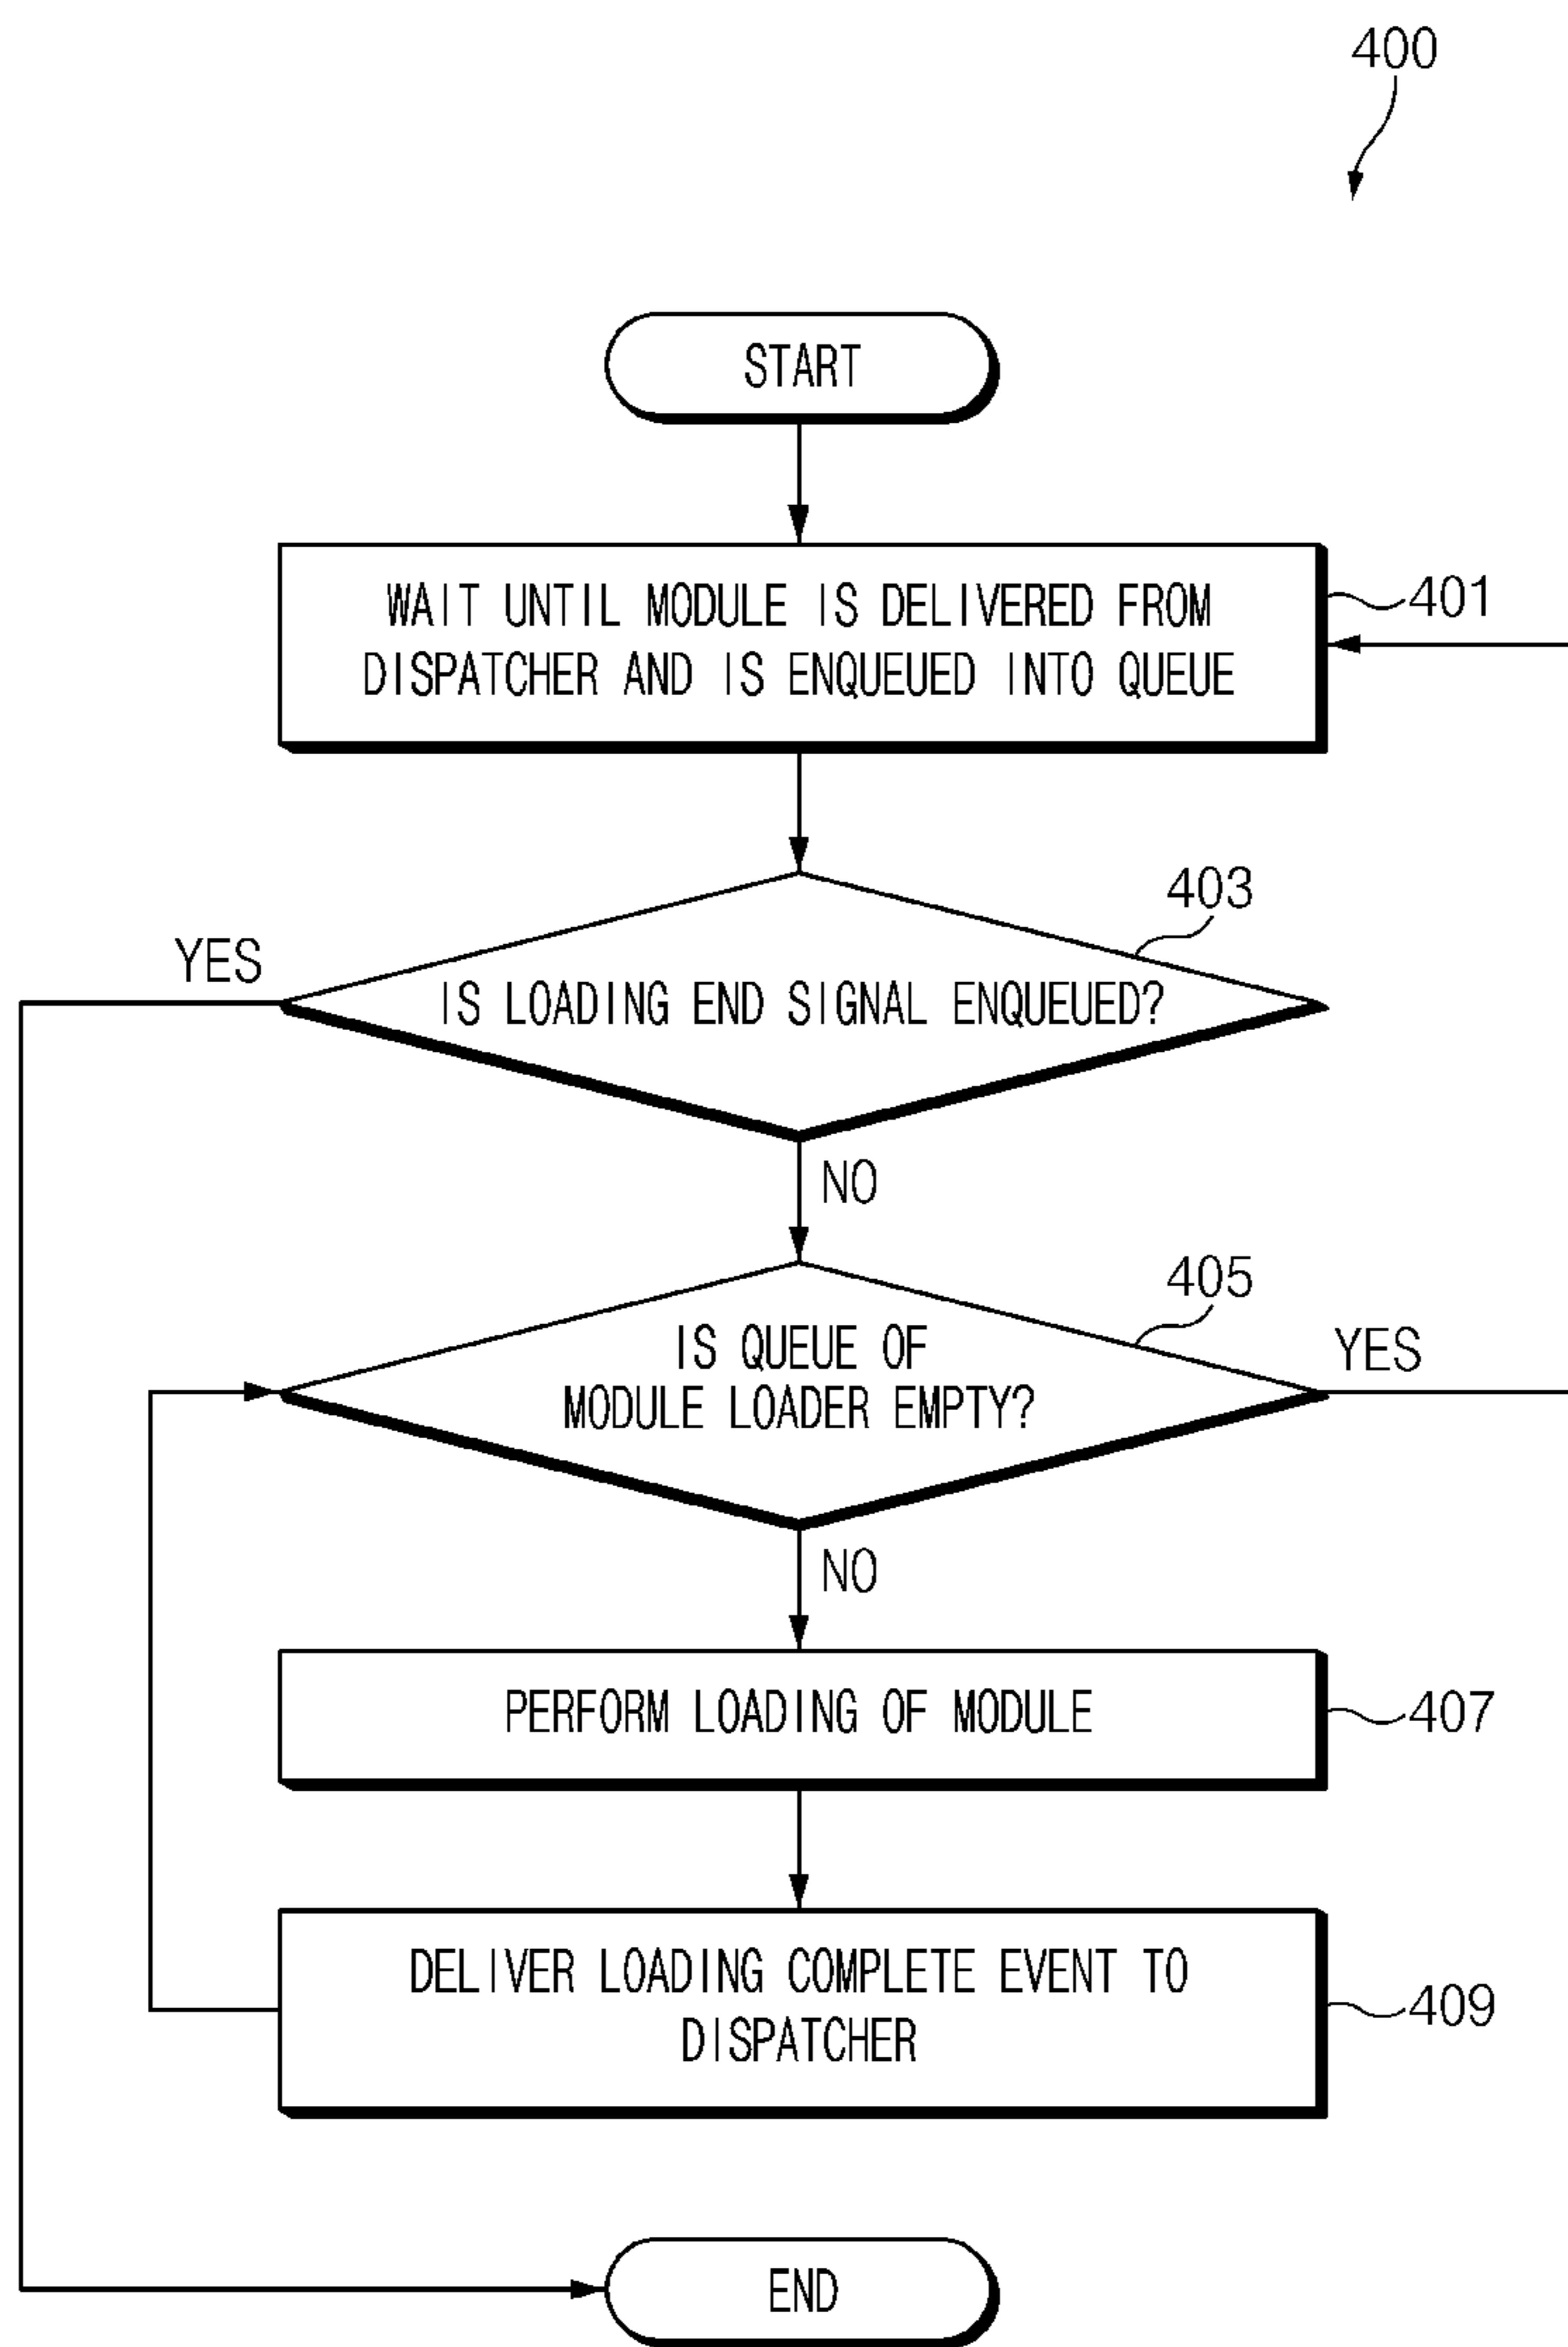 400
START
WAIT UNTIL MODULE IS DELIVERED FROM
DISPATCHER AND IS ENQUEUED INTO QUEUE
401
403
YES
IS LOADING END SIGNAL ENQUEUED?
NO
405
YES
IS QUEUE OF
MODULE LOADER EMPTY?
NO
PERFORM LOADING OF MODULE
407
DELIVER LOADING COMPLETE EVENT TO
DISPATCHER
409
END